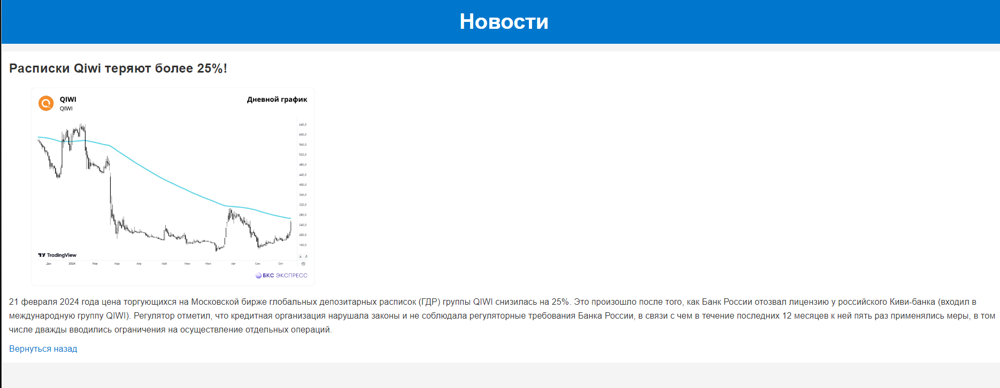 Новости
Расписки Qiwi теряют более 25%!
QIWI
Дневной график
QIWI
640,0
600,0
560,0
520,0
480,0
440,0
400,0
360,0
320,0
280,0
240,0
200,0
160,0
TradingView
А Л
Дек 2024 Фев Мар Апр Май Июн Июл Авг Сен Окт
БКС ЭКСПРЕСС
21 февраля 2024 года цена торгующихся на Московской бирже глобальных депозитарных расписок (ГДР) группы QIWI снизилась на 25%. Это произошло после того, как Банк России отозвал лицензию у российского Киви-банка (входил в
международную группу QIWI). Регулятор отметил, что кредитная организация нарушала законы и не соблюдала регуляторные требования Банка России, в связи с чем в течение последних 12 месяцев к ней пять раз применялись меры, в том
числе дважды вводились ограничения на осуществление отдельных операций.
Вернуться назад